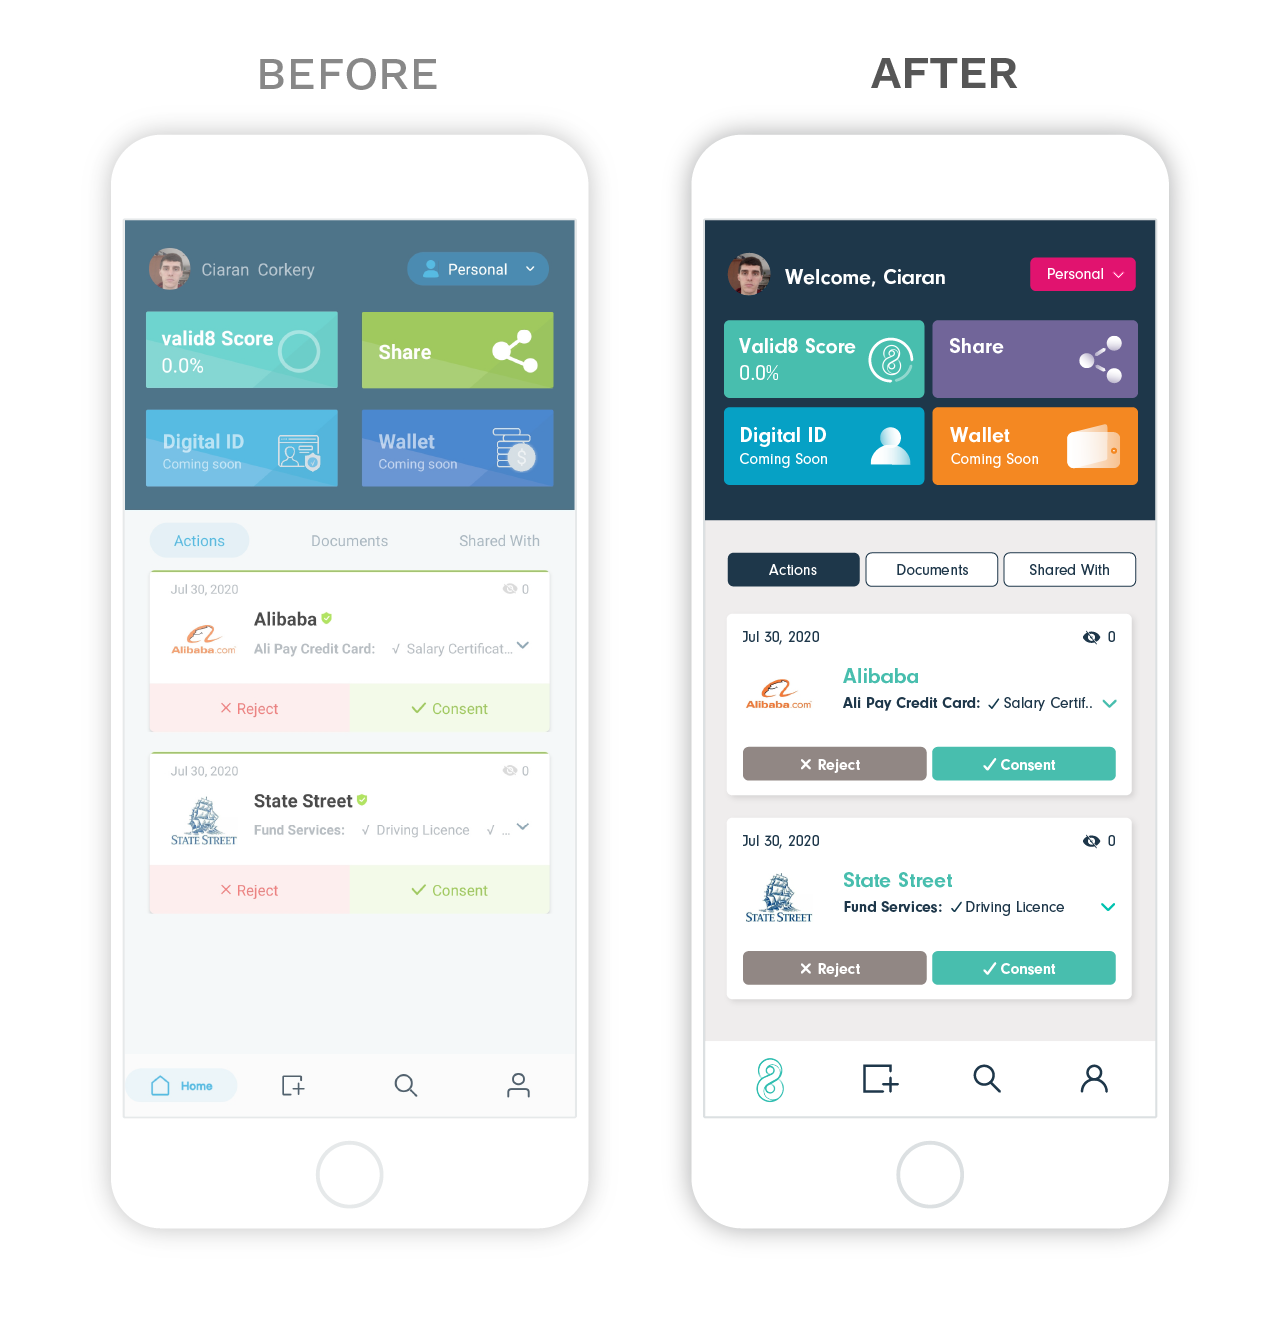 BEFORE
Ciaran Corkery
Personal
valid8 Score
0.0%
Share
Digital ID
Coming soon
Wallet
Coming soon
$
Actions
Documents
Shared With
Jul 30, 2020
0
Alibaba
Alibaba.com
Ali Pay Credit Card: √ Salary Certificat...
Reject
Consent
Jul 30, 2020
0
State Street
STATE STREET
Fund Services: √ Driving Licence √ ...
Reject
Consent
Home
AFTER
Welcome, Ciaran
Personal
Valid8 Score
0.0%
8
Share
Digital ID
Coming Soon
Wallet
Coming Soon
Actions
Documents
Shared With
Jul 30, 2020
0
Alibaba
Alibaba.com
Ali Pay Credit Card: ✓ Salary Certif..
Reject
Consent
Jul 30, 2020
0
State Street
STATE STREET
Fund Services: ✓ Driving Licence
Reject
Consent
8